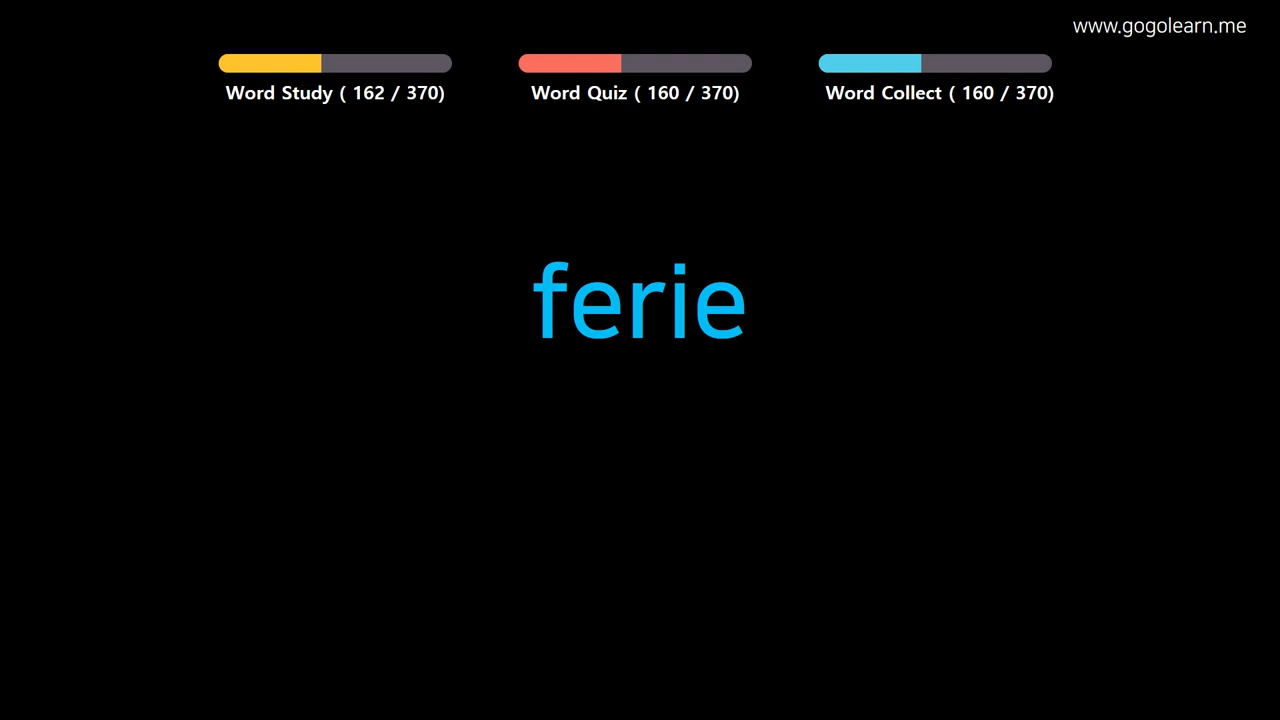 www.gogolearn.me
Word Study ( 162 / 370)
Word Quiz ( 160 / 370)
Word Collect ( 160 / 370)
ferie